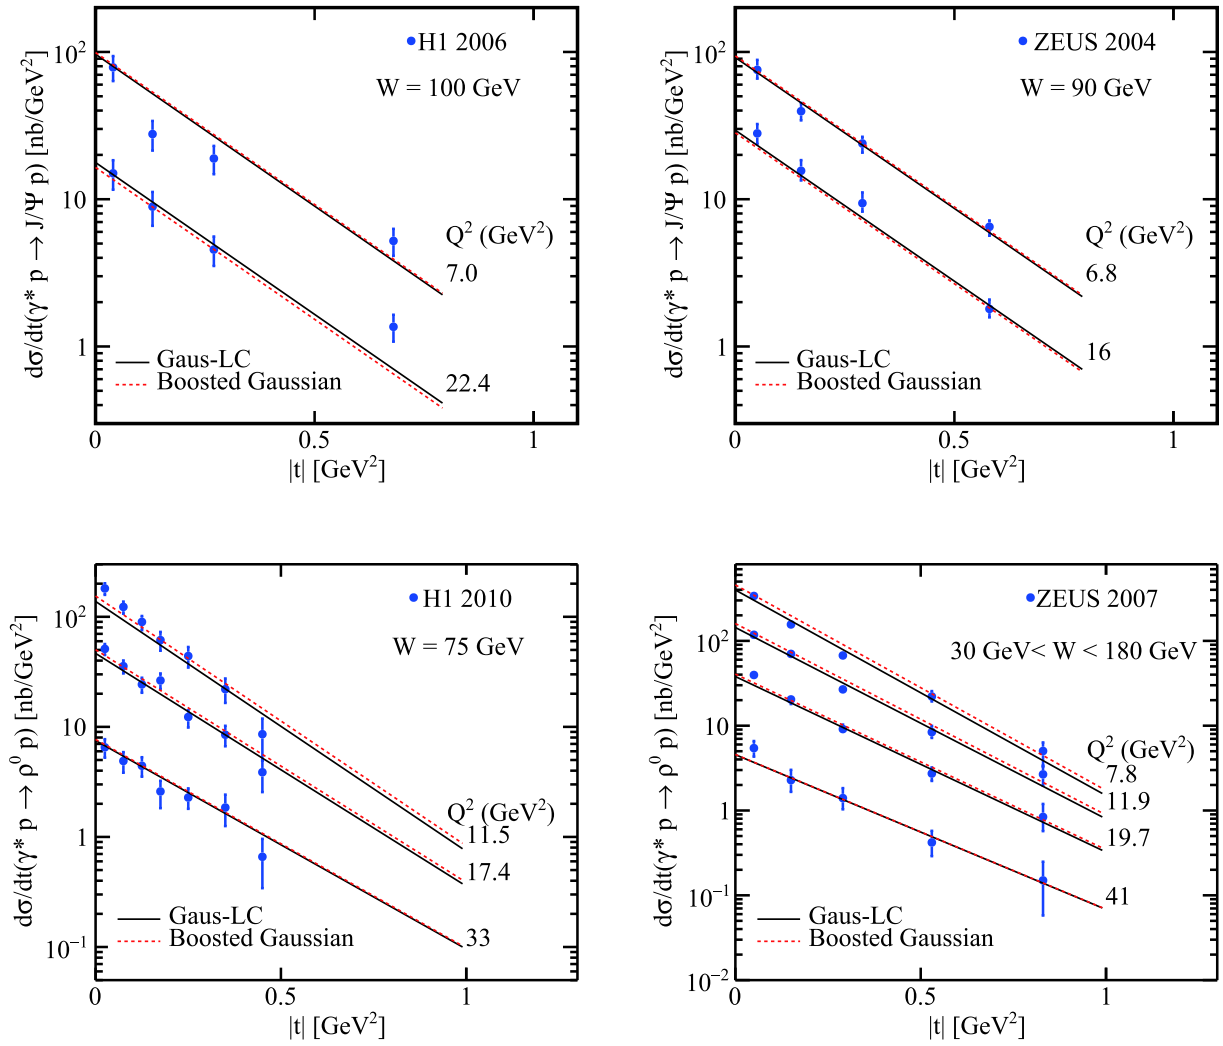 dσ/dt(γ* p → J/Ψ p) [nb/GeV²]
10²
10
1
H1 2006
W = 100 GeV
Q² (GeV²)
7.0
22.4
Gaus-LC
Boosted Gaussian
0 0.5 1
|t| [GeV²]
dσ/dt(γ* p → J/Ψ p) [nb/GeV²]
10²
10
1
ZEUS 2004
W = 90 GeV
Q² (GeV²)
6.8
16
Gaus-LC
Boosted Gaussian
0 0.5 1
|t| [GeV²]
dσ/dt(γ* p → ρ⁰ p) [nb/GeV²]
10²
10
1
10⁻¹
H1 2010
W = 75 GeV
Q² (GeV²)
11.5
17.4
33
Gaus-LC
Boosted Gaussian
0 0.5 1
|t| [GeV²]
dσ/dt(γ* p → ρ⁰ p) [nb/GeV²]
10²
10
1
10⁻¹
10⁻²
ZEUS 2007
30 GeV< W < 180 GeV
Q² (GeV²)
7.8
11.9
19.7
41
Gaus-LC
Boosted Gaussian
0 0.5 1
|t| [GeV²]